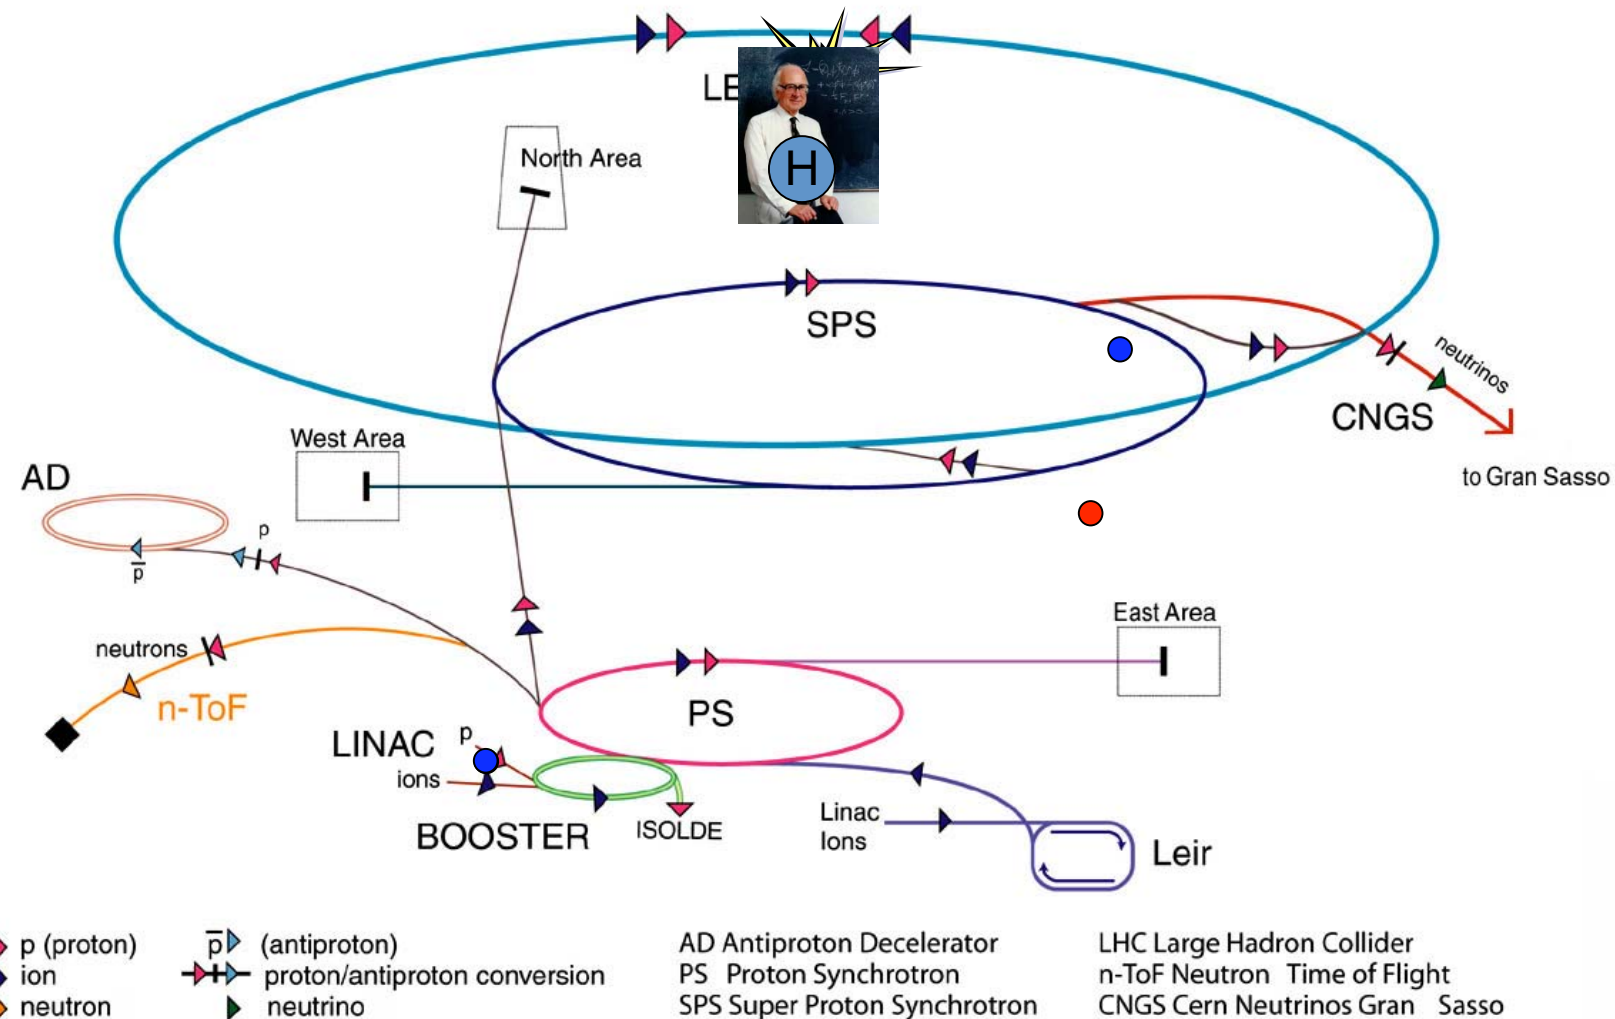 LE
H
North Area
SPS
neutrinos
CNGS
to Gran Sasso
West Area
AD
p
p̅
East Area
neutrons
n-ToF
PS
LINAC
p
ions
BOOSTER
ISOLDE
Linac
Ions
Leir
p (proton)
ion
neutron
p̅ (antiproton)
proton/antiproton conversion
neutrino
AD Antiproton Decelerator
PS Proton Synchrotron
SPS Super Proton Synchrotron
LHC Large Hadron Collider
n-ToF Neutron Time of Flight
CNGS Cern Neutrinos Gran Sasso